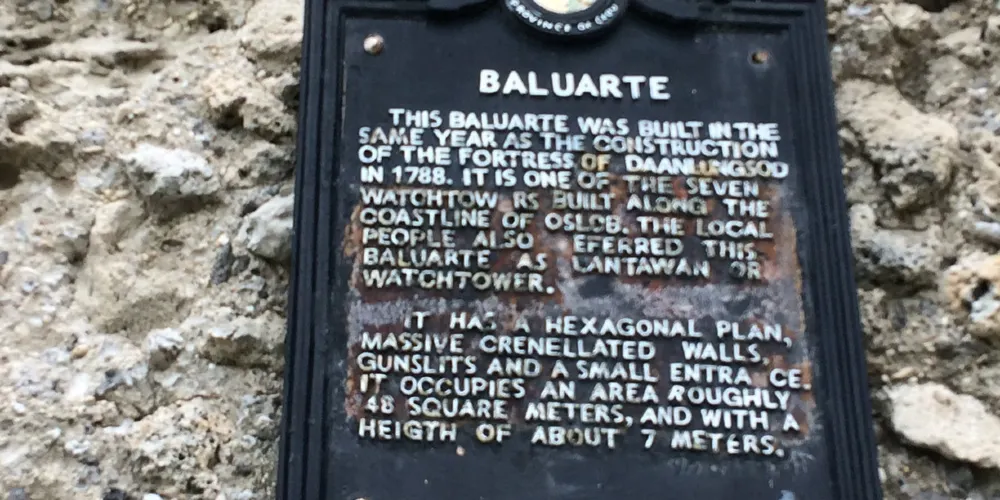 PROVINCE OF CEBU
BALUARTE
THIS BALUARTE WAS BUILT IN THE
SAME YEAR AS THE CONSTRUCTION
OF THE FORTRESS OF DAANLUNGSOD
IN 1788. IT IS ONE OF THE SEVEN
WATCHTOW RS BUILT ALONG THE
COASTLINE OF OSLOB. THE LOCAL
PEOPLE ALSO EFERRED THIS
BALUARTE AS LANTAWAN OR
WATCHTOWER.
IT HAS A HEXAGONAL PLAN,
MASSIVE CRENELLATED WALLS,
GUNSLITS AND A SMALL ENTRA CE.
IT OCCUPIES AN AREA ROUGHLY
48 SQUARE METERS, AND WITH A
HEIGTH OF ABOUT 7 METERS.